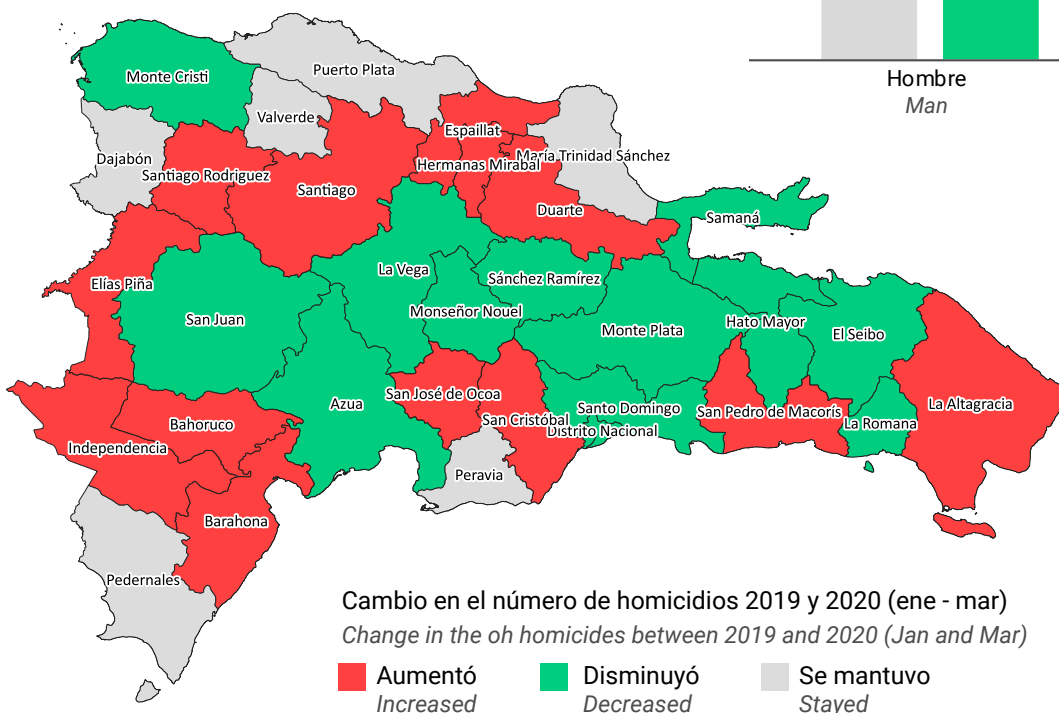 Hombre
Man
Monte Cristi
Puerto Plata
Valverde
Espaillat
Dajabón
Santiago Rodriguez
Hermanas Mirabal
María Trinidad Sánchez
Santiago
Duarte
Samaná
La Vega
Sánchez Ramírez
Elías Piña
San Juan
Monseñor Nouel
Monte Plata
Hato Mayor
El Seibo
Azua
San José de Ocoa
San Cristóbal
Santo Domingo
Distrito Nacional
San Pedro de Macorís
La Romana
La Altagracia
Bahoruco
Independencia
Peravia
Barahona
Pedernales
Cambio en el número de homicidios 2019 y 2020 (ene - mar)
Change in the oh homicides between 2019 and 2020 (Jan and Mar)
Aumentó
Increased
Disminuyó
Decreased
Se mantuvo
Stayed